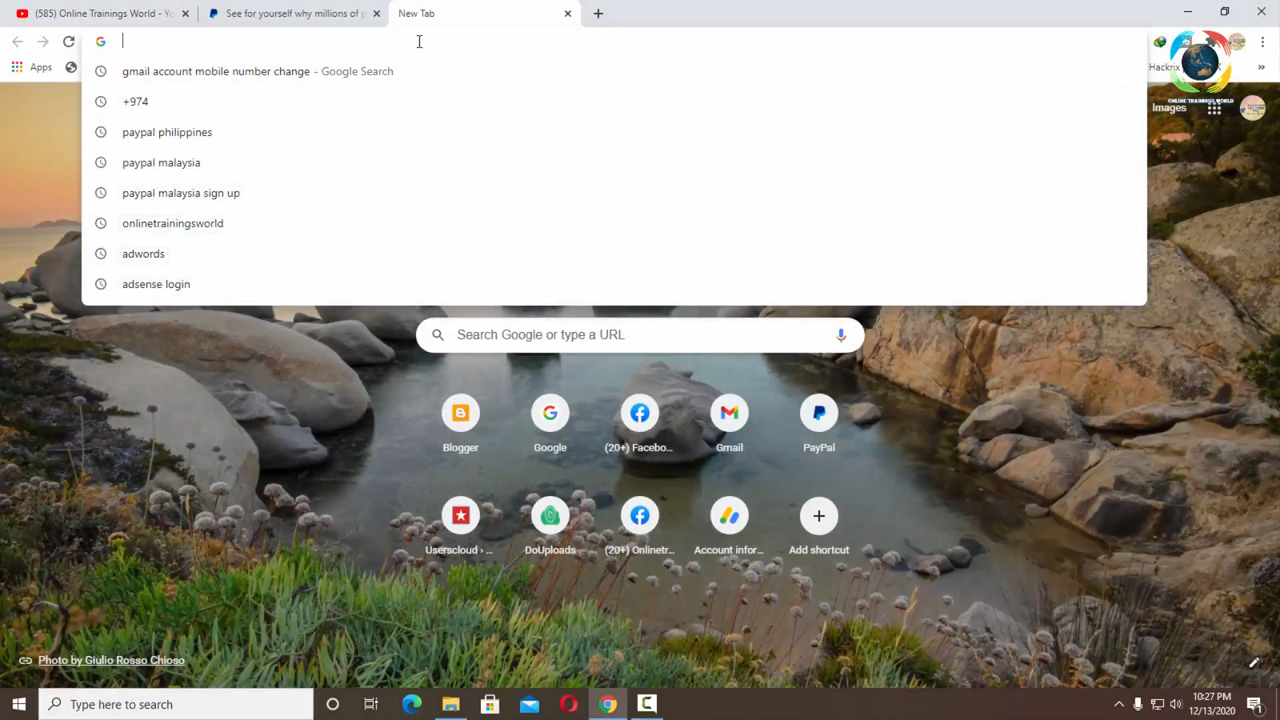 (585) Online Trainings World - Yo
See for yourself why millions of p
New Tab
gmail account mobile number change - Google Search
+974
paypal philippines
paypal malaysia
paypal malaysia sign up
onlinetrainingsworld
adwords
adsense login
Apps
Hackrix
ONLINE TRAININGS WORLD
Images
Search Google or type a URL
Blogger
Google
(20+) Facebo...
Gmail
PayPal
Userscloud › ...
DoUploads
(20+) Onlinetr...
Account infor...
Add shortcut
Photo by Giulio Rosso Chioso
Type here to search
10:27 PM
12/13/2020